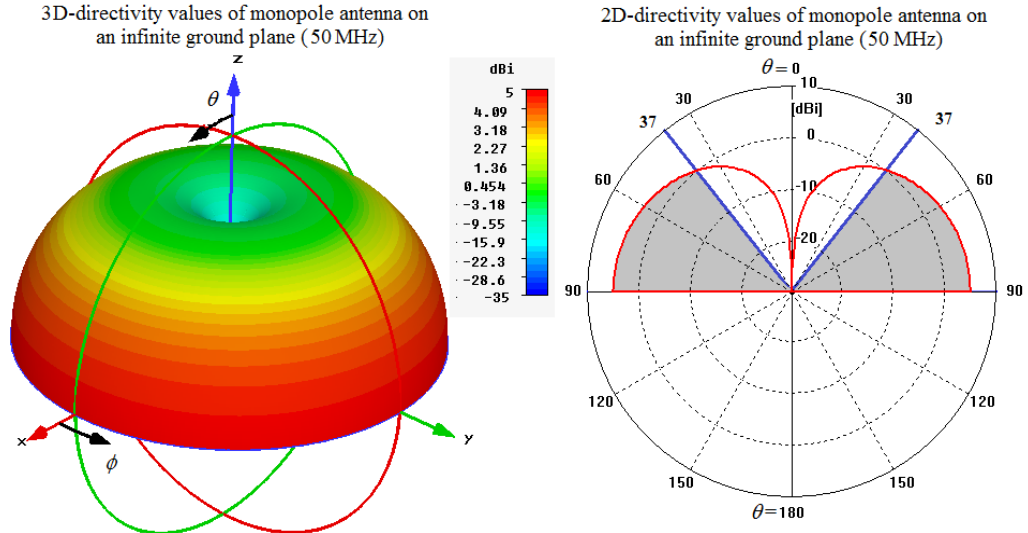 3D-directivity values of monopole antenna on
an infinite ground plane (50 MHz)
z
θ
x
ϕ
y
dBi
5
4.09
3.18
2.27
1.36
0.454
-3.18
-9.55
-15.9
-22.3
-28.6
-35
2D-directivity values of monopole antenna on
an infinite ground plane (50 MHz)
θ= 0
10
[dBi]
30
30
37
37
0
60
60
-10
-20
90
90
120
120
150
150
θ=180